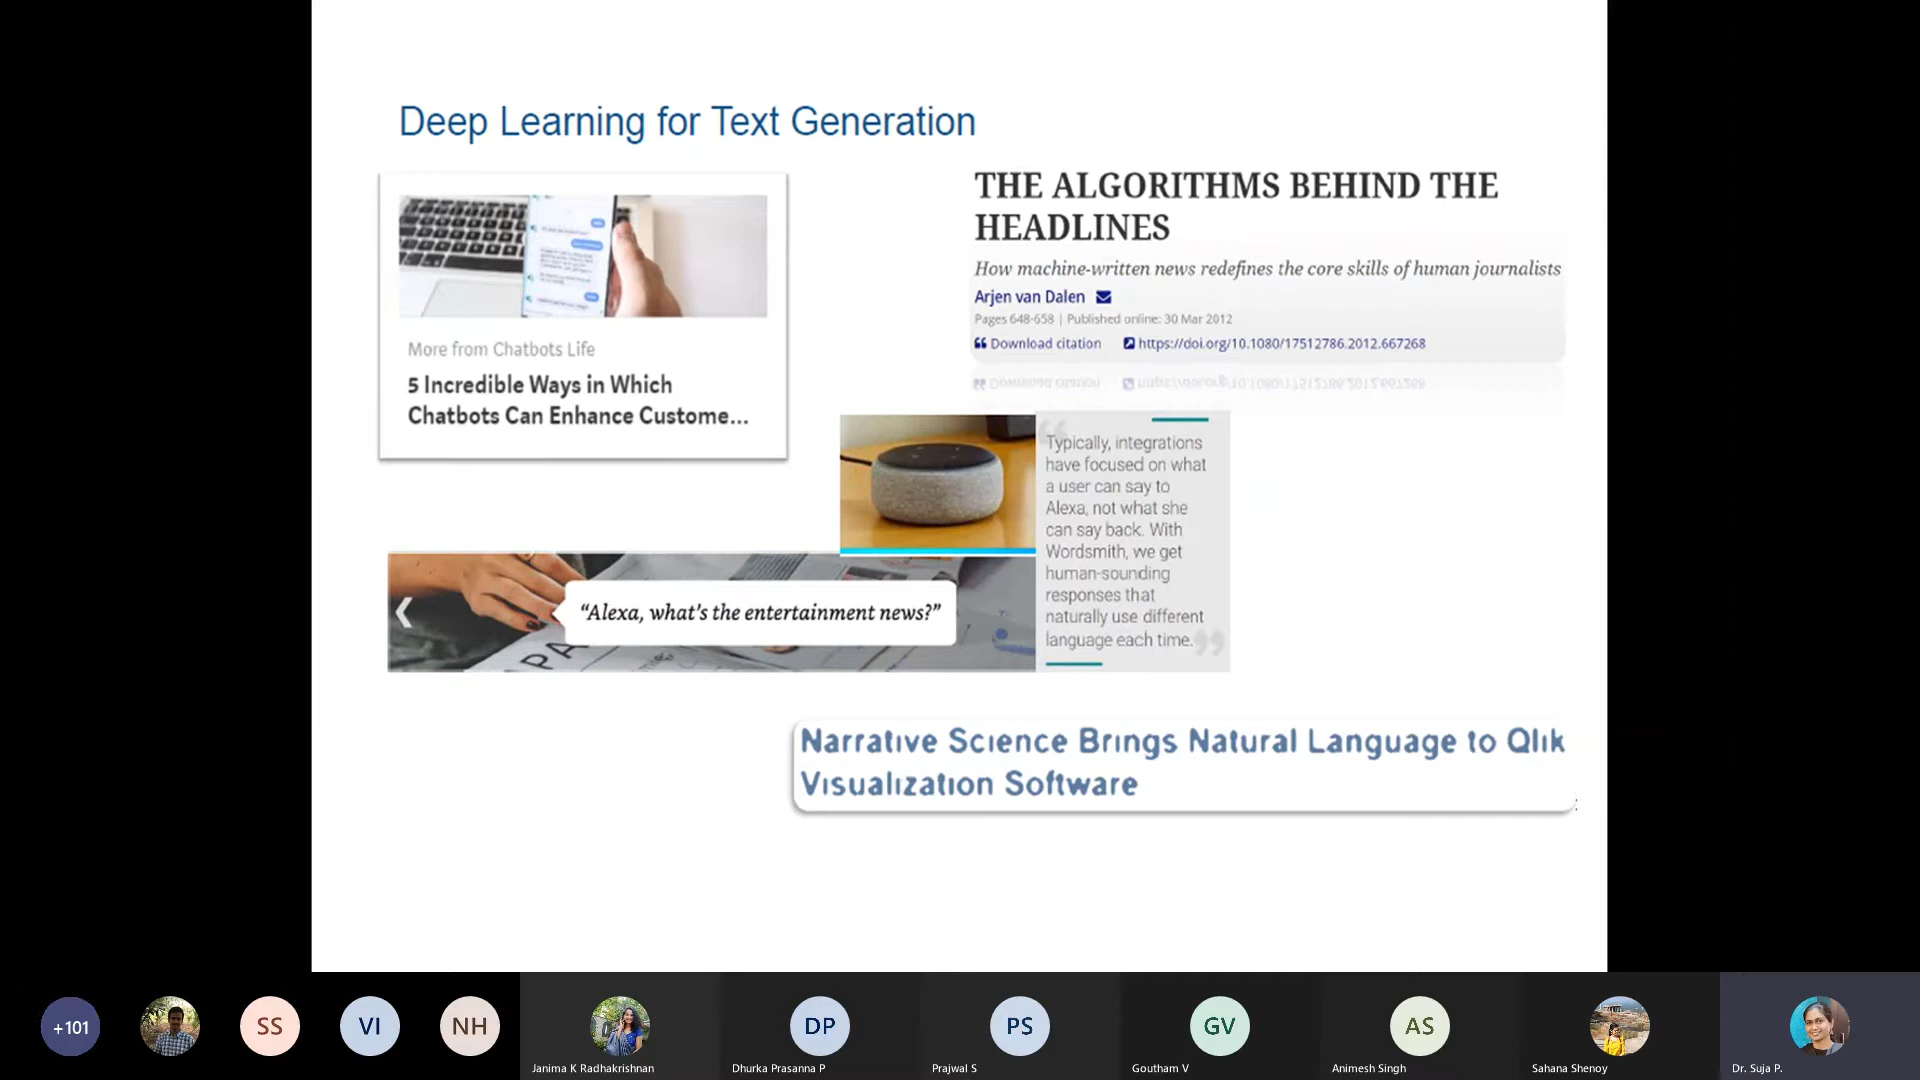 Deep Learning for Text Generation
THE ALGORITHMS BEHIND THE
HEADLINES
How machine-written news redefines the core skills of human journalists
Arjen van Dalen
Pages 648-658 | Published online: 30 Mar 2012
Download citation https://doi.org/10.1080/17512786.2012.667268
More from Chatbots Life
5 Incredible Ways in Which
Chatbots Can Enhance Custome...
Typically, integrations
have focused on what
a user can say to
Alexa, not what she
can say back. With
Wordsmith, we get
human-sounding
responses that
naturally use different
language each time.
“Alexa, what’s the entertainment news?”
Narrative Science Brings Natural Language to Qlik
Visualization Software
+101
SS
VI
NH
DP
PS
GV
AS
Janima K Radhakrishnan
Dhurka Prasanna P
Prajwal S
Goutham V
Animesh Singh
Sahana Shenoy
Dr. Suja P.